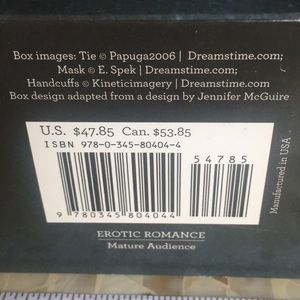 Box images: Tie © Papuga2006 | Dreamstime.com;
Mask © E. Spek | Dreamstime.com;
Handcuffs © Kineticimagery | Dreamstime.com
Box design adapted from a design by Jennifer McGuire
U.S. $47.85 Can. $53.85
ISBN 978-0-345-80404-4
54785
9 780345 804044
Manufactured in USA
EROTIC ROMANCE
Mature Audience